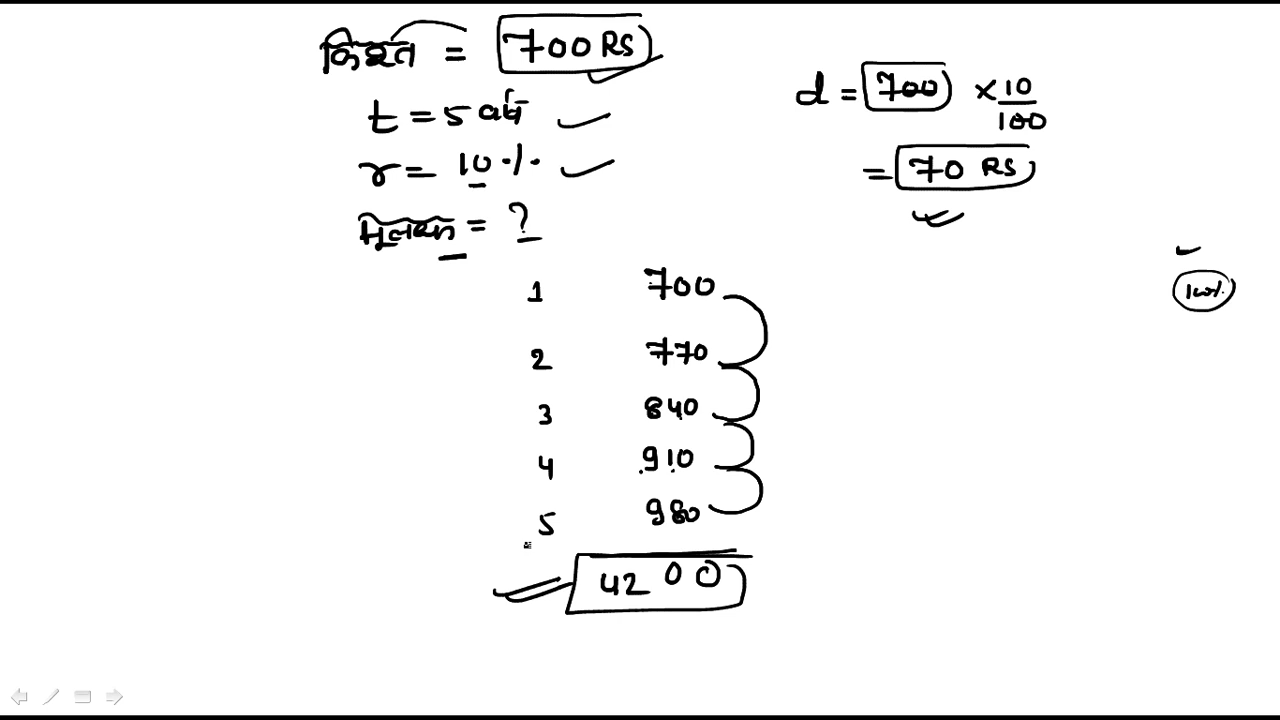 किश्त = 700 RS
t = 5 वर्ष
r = 10 %
मूलधन = ?
d = 700 × 10/100
= 70 RS
100%
1 700
2 770
3 840
4 910
5 980
4200